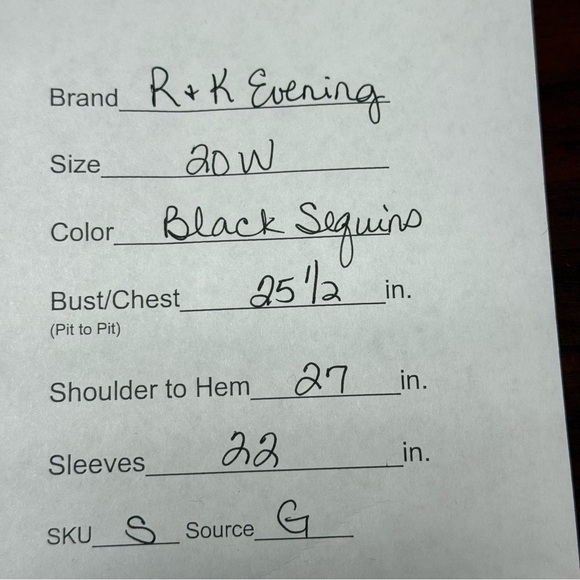 Brand R+K Evening
Size 20W
Color Black Sequins
Bust/Chest 25 1/2 in.
(Pit to Pit)
Shoulder to Hem 27 in.
Sleeves 22 in.
SKU S Source G